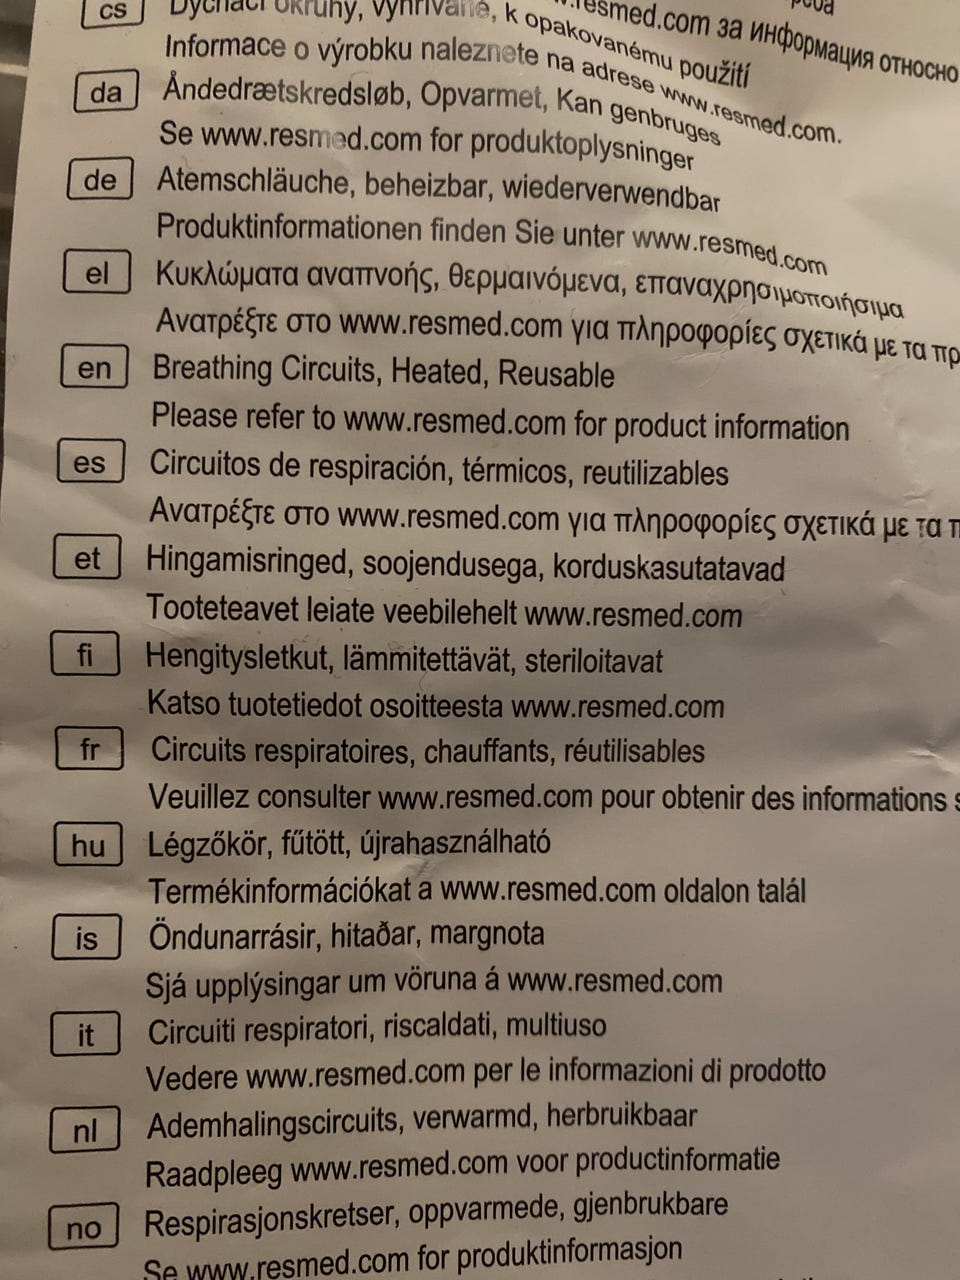 .resmed.com за информация относно
cs Dýchací okruhy, vyhřívané, k opakovanému použití
Informace o výrobku naleznete na adrese www.resmed.com.
da Åndedrætskredsløb, Opvarmet, Kan genbruges
Se www.resmed.com for produktoplysninger
de Atemschläuche, beheizbar, wiederverwendbar
Produktinformationen finden Sie unter www.resmed.com
el Κυκλώματα αναπνοής, θερμαινόμενα, επαναχρησιμοποιήσιμα
Ανατρέξτε στο www.resmed.com για πληροφορίες σχετικά με τα πρ
en Breathing Circuits, Heated, Reusable
Please refer to www.resmed.com for product information
es Circuitos de respiración, térmicos, reutilizables
Ανατρέξτε στο www.resmed.com για πληροφορίες σχετικά με τα π
et Hingamisringed, soojendusega, korduskasutatavad
Tooteteavet leiate veebilehelt www.resmed.com
fi Hengitysletkut, lämmitettävät, steriloitavat
Katso tuotetiedot osoitteesta www.resmed.com
fr Circuits respiratoires, chauffants, réutilisables
Veuillez consulter www.resmed.com pour obtenir des informations s
hu Légzőkör, fűtött, újrahasználható
Termékinformációkat a www.resmed.com oldalon talál
is Öndunarrásir, hitaðar, margnota
Sjá upplýsingar um vöruna á www.resmed.com
it Circuiti respiratori, riscaldati, multiuso
Vedere www.resmed.com per le informazioni di prodotto
nl Ademhalingscircuits, verwarmd, herbruikbaar
Raadpleeg www.resmed.com voor productinformatie
no Respirasjonskretser, oppvarmede, gjenbrukbare
Se www.resmed.com for produktinformasjon